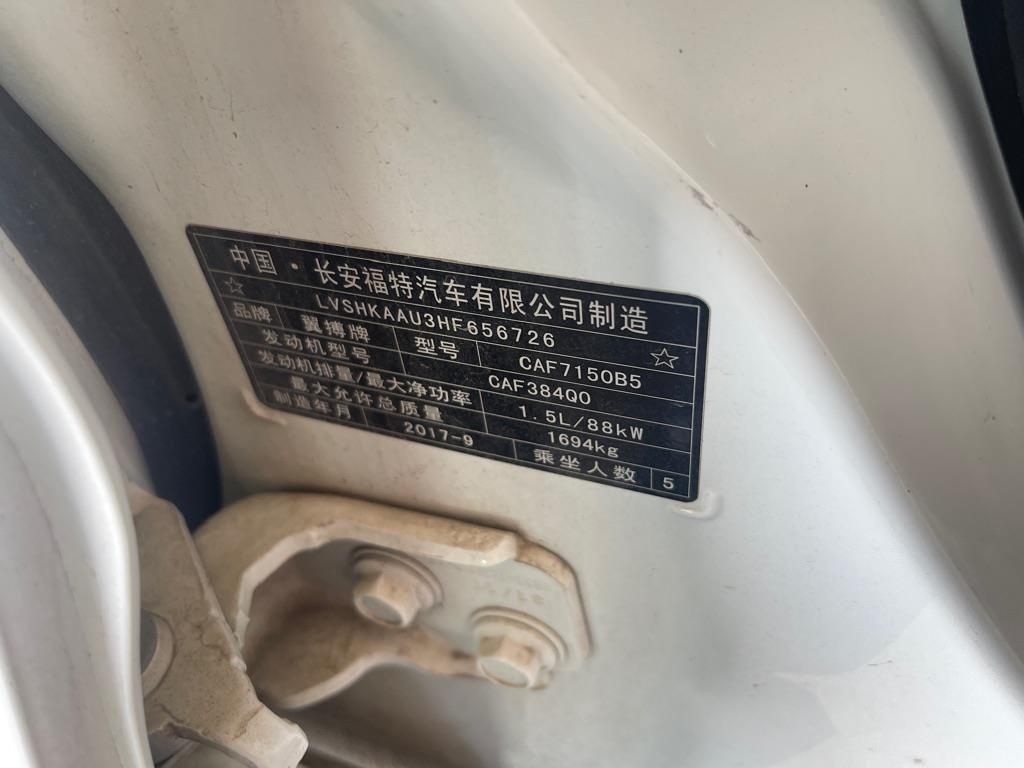 中国·长安福特汽车有限公司制造
☆ LVSHKAAU3HF656726 ☆
品牌 翼搏牌 型号 CAF7150B5
发动机型号 CAF384Q0
发动机排量/最大净功率 1.5L/88kW
最大允许总质量 1694kg
制造年月 2017-9 乘坐人数 5